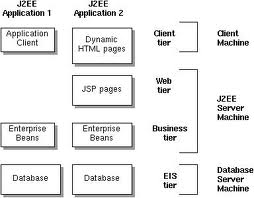 J2EE
Application 1
J2EE
Application 2
Application
Client
Dynamic
HTML pages
Client
tier
Client
Machine
JSP pages
Web
tier
J2EE
Server
Machine
Enterprise
Beans
Enterprise
Beans
Business
tier
Database
Database
EIS
tier
Database
Server
Machine